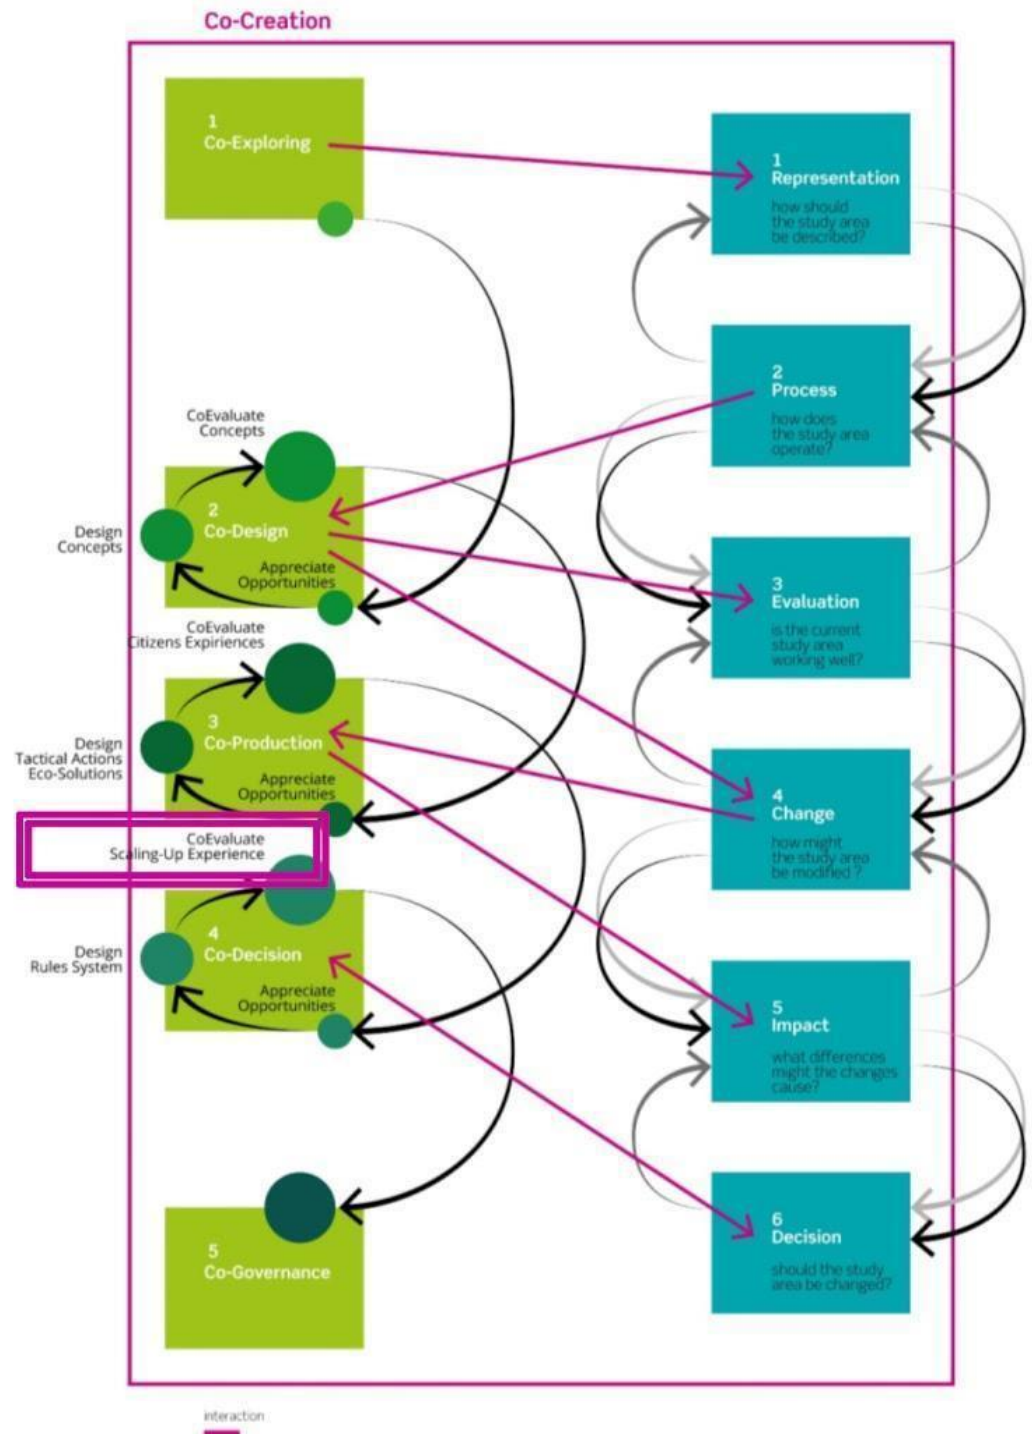 Co-Creation
1
Co-Exploring
1
Representation
how should
the study area
be described?
2
Process
how does
the study area
operate?
CoEvaluate
Concepts
2
Co-Design
Design
Concepts
Appreciate
Opportunities
3
Evaluation
is the current
study area
working well?
CoEvaluate
Citizens Expiriences
3
Co-Production
Design
Tactical Actions
Eco-Solutions
Appreciate
Opportunities
4
Change
how might
the study area
be modified ?
CoEvaluate
Scaling-Up Experience
4
Co-Decision
Design
Rules System
Appreciate
Opportunities
5
Impact
what differences
might the changes
cause?
6
Decision
should the study
area be changed?
5
Co-Governance
interaction